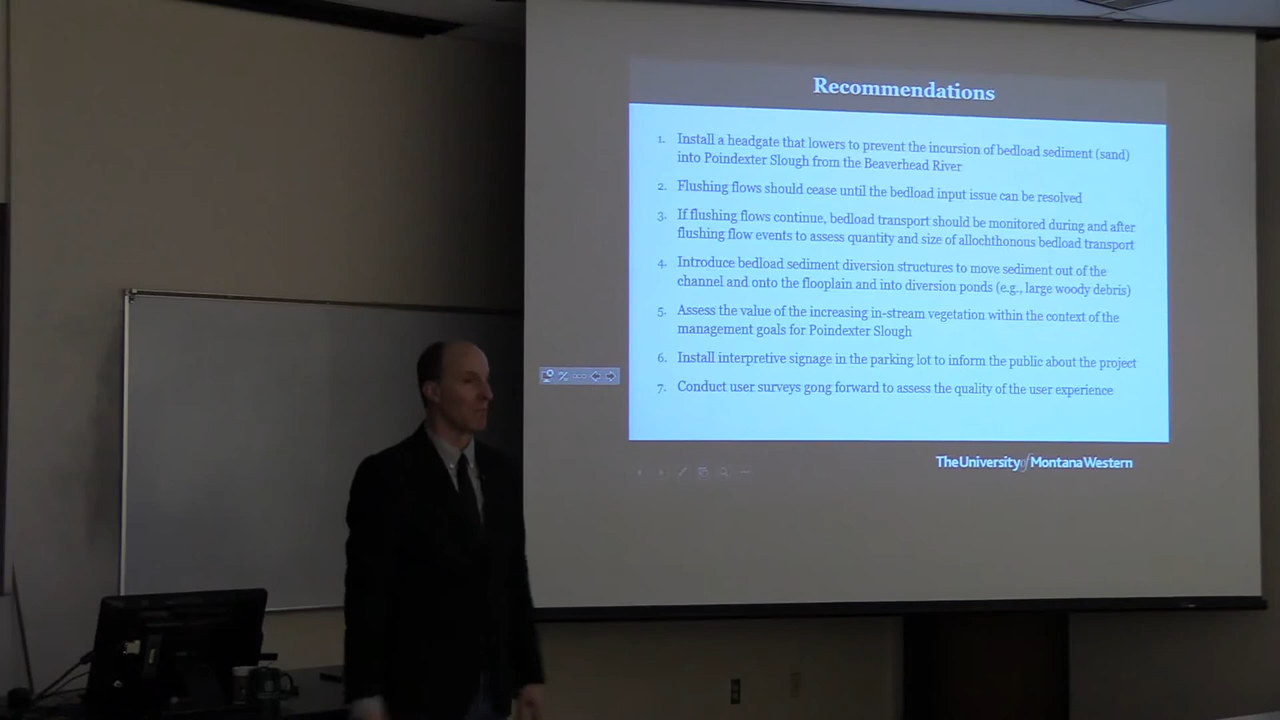 Recommendations
1. Install a headgate that lowers to prevent the incursion of bedload sediment (sand)
into Poindexter Slough from the Beaverhead River
2. Flushing flows should cease until the bedload input issue can be resolved
3. If flushing flows continue, bedload transport should be monitored during and after
flushing flow events to assess quantity and size of allochthonous bedload transport
4. Introduce bedload sediment diversion structures to move sediment out of the
channel and onto the flooplain and into diversion ponds (e.g., large woody debris)
5. Assess the value of the increasing in-stream vegetation within the context of the
management goals for Poindexter Slough
6. Install interpretive signage in the parking lot to inform the public about the project
7. Conduct user surveys gong forward to assess the quality of the user experience
The University of Montana Western